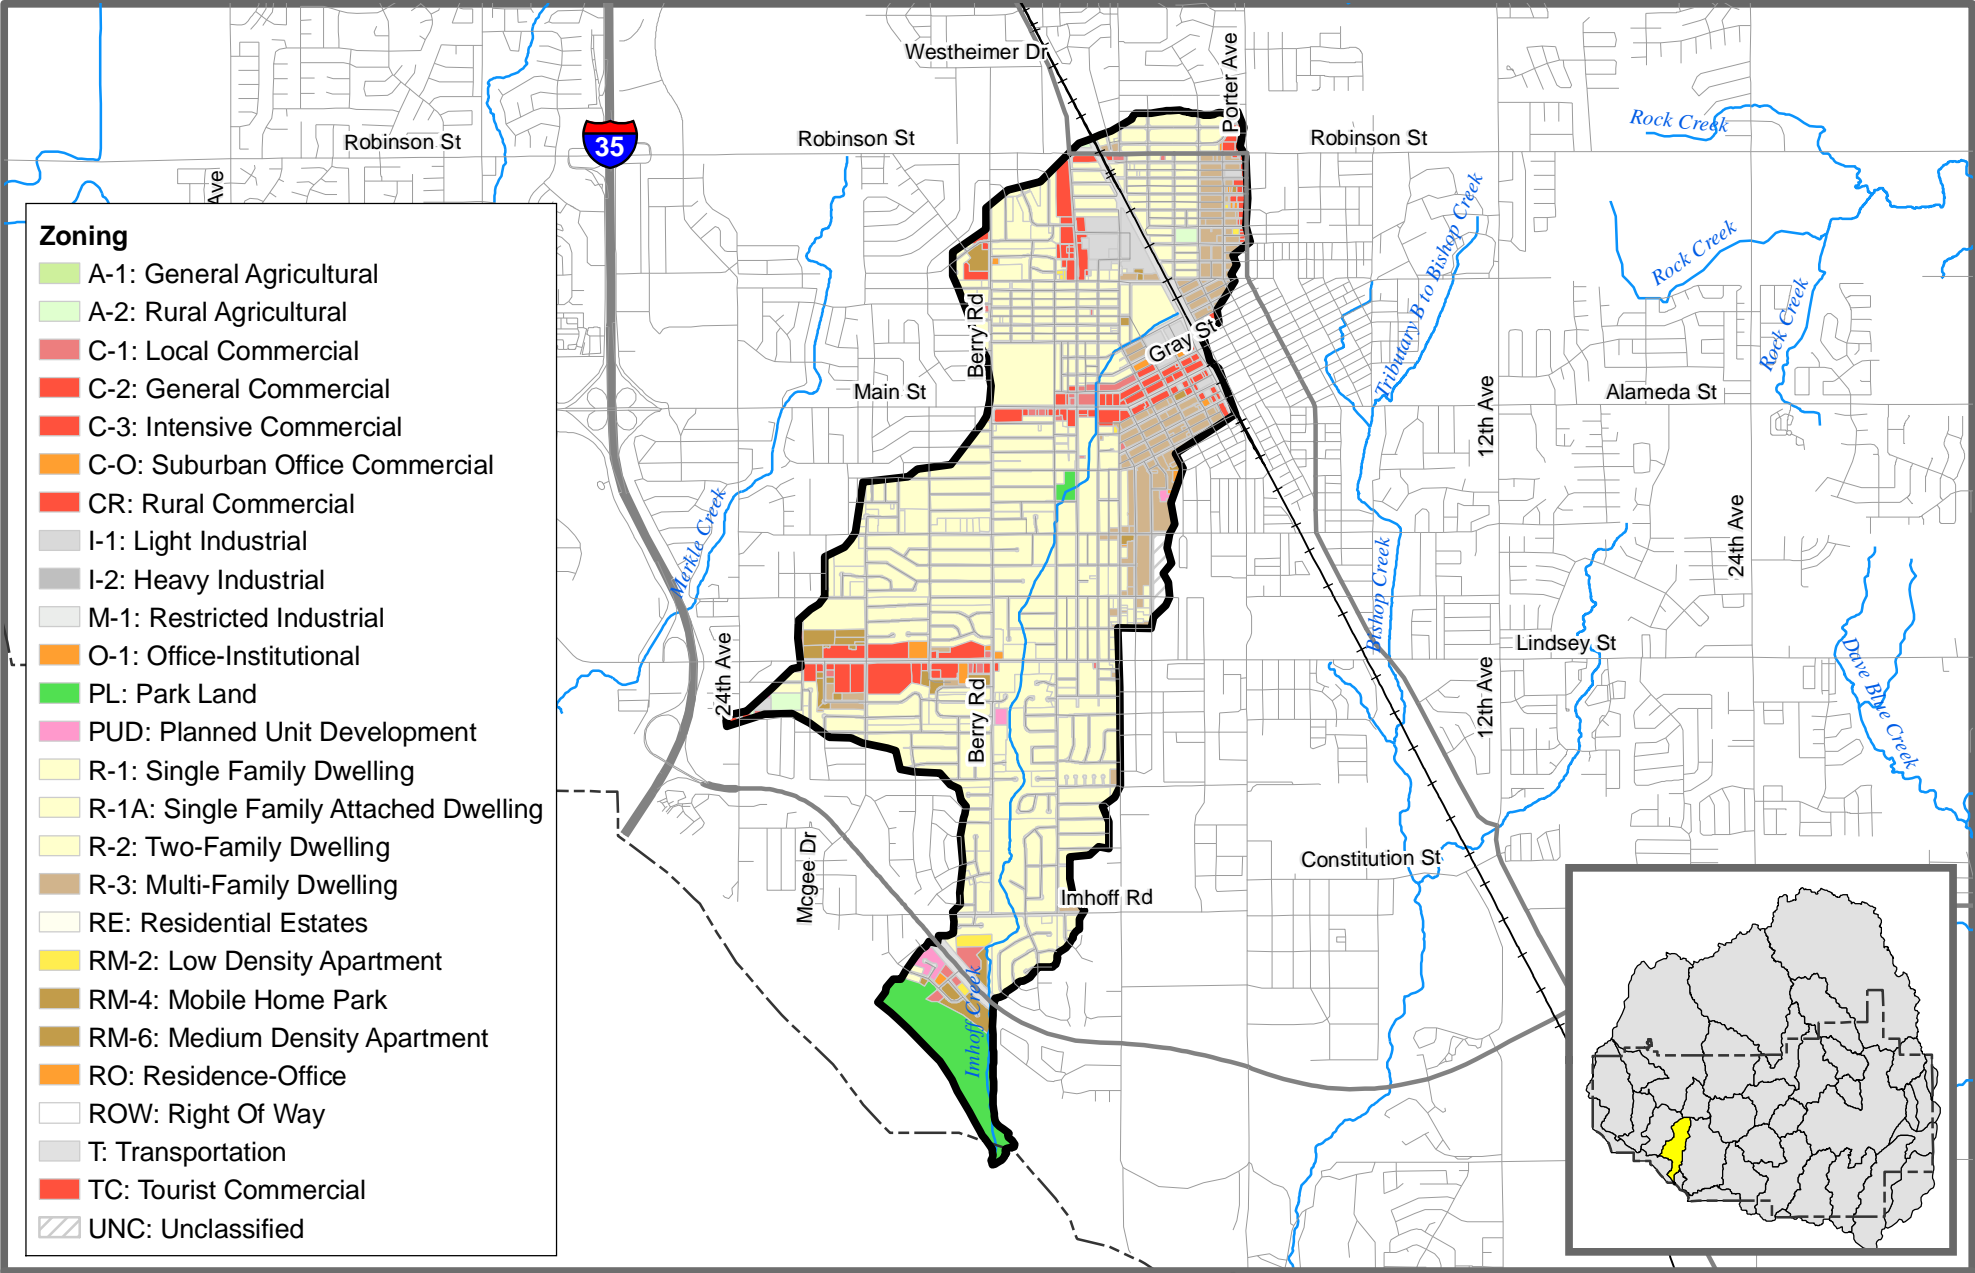 Westheimer Dr
Porter Ave
Rock Creek
Robinson St
35
Robinson St
Robinson St
Ave
Tributary B to Bishop Creek
Rock Creek
Rock Creek
Berry Rd
Gray St
Main St
12th Ave
Alameda St
Merkle Creek
24th Ave
Bishop Creek
Lindsey St
24th Ave
Berry Rd
12th Ave
Dave Blue Creek
Mcgee Dr
Constitution St
Imhoff Rd
Imhoff Creek
Zoning
A-1: General Agricultural
A-2: Rural Agricultural
C-1: Local Commercial
C-2: General Commercial
C-3: Intensive Commercial
C-O: Suburban Office Commercial
CR: Rural Commercial
I-1: Light Industrial
I-2: Heavy Industrial
M-1: Restricted Industrial
O-1: Office-Institutional
PL: Park Land
PUD: Planned Unit Development
R-1: Single Family Dwelling
R-1A: Single Family Attached Dwelling
R-2: Two-Family Dwelling
R-3: Multi-Family Dwelling
RE: Residential Estates
RM-2: Low Density Apartment
RM-4: Mobile Home Park
RM-6: Medium Density Apartment
RO: Residence-Office
ROW: Right Of Way
T: Transportation
TC: Tourist Commercial
UNC: Unclassified